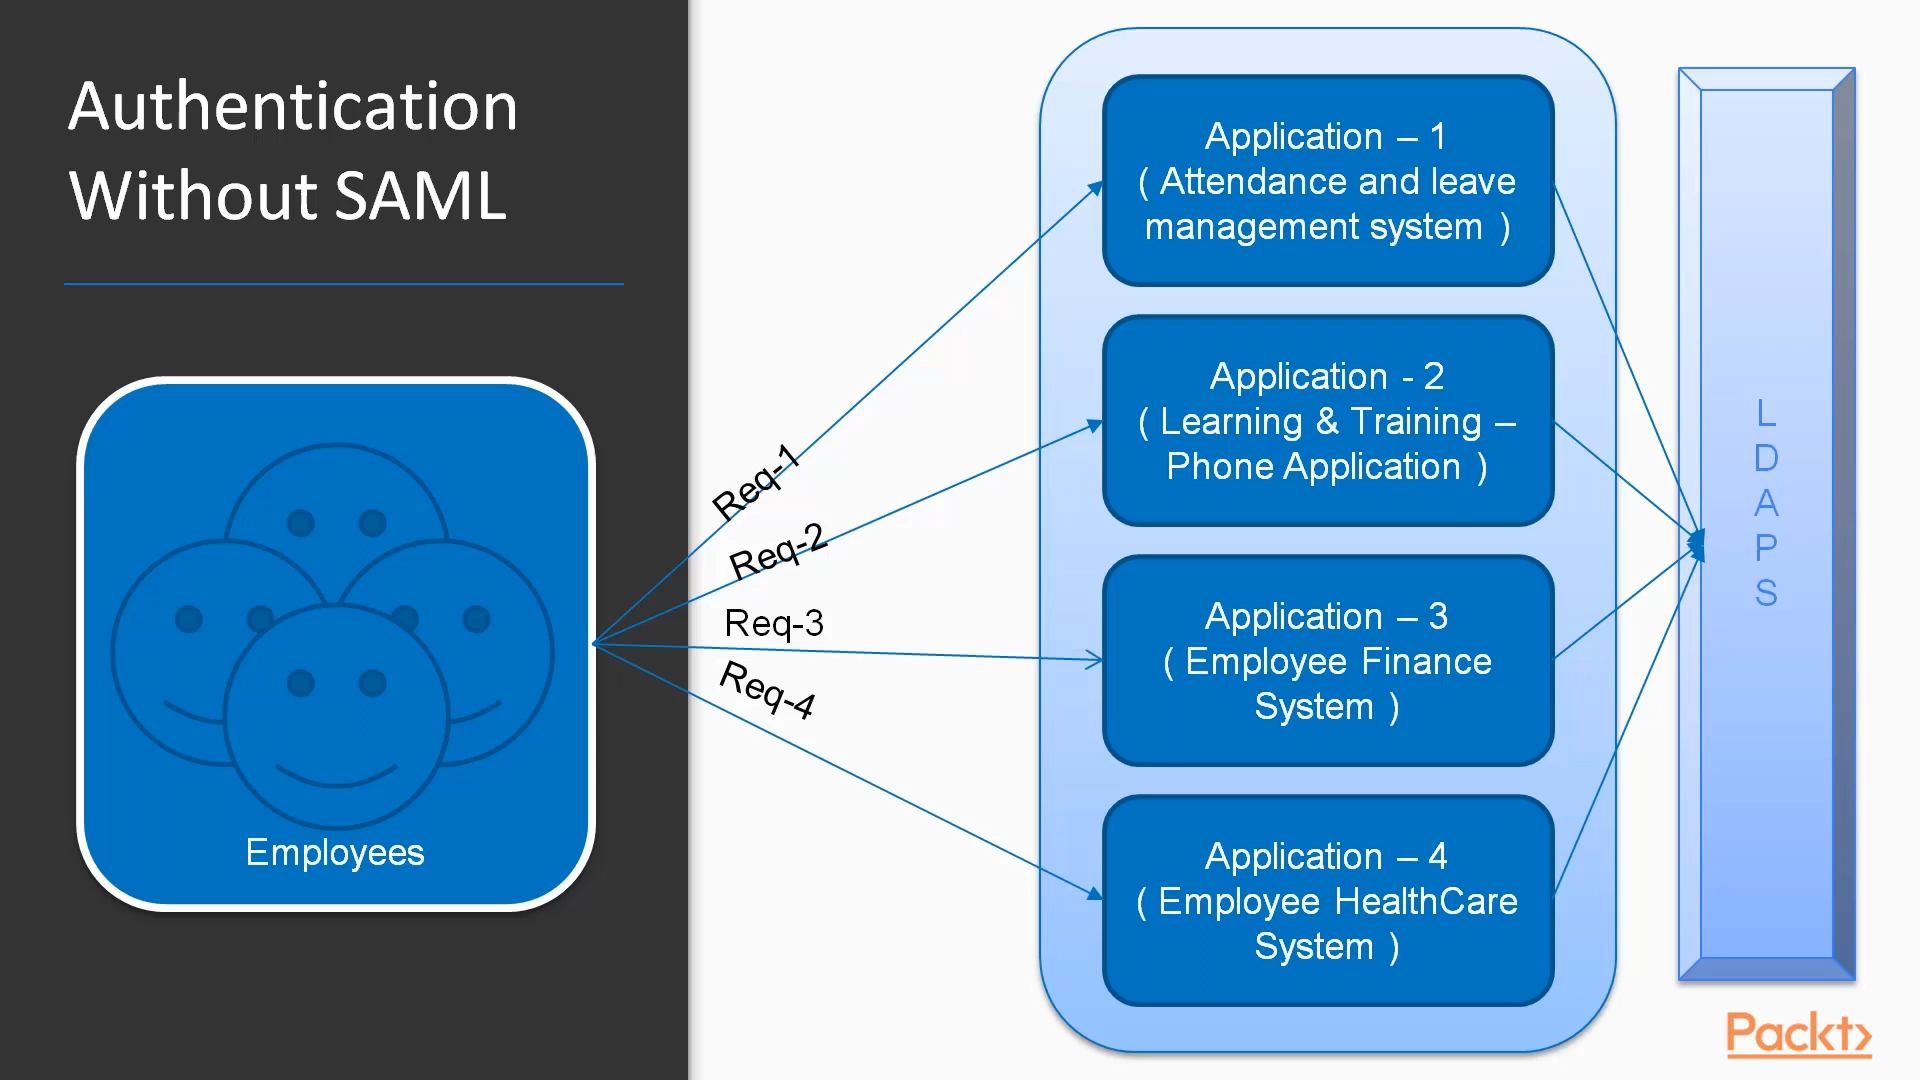 Authentication
Without SAML
Employees
Req-1
Req-2
Req-3
Req-4
Application – 1
( Attendance and leave
management system )
Application - 2
( Learning & Training –
Phone Application )
Application – 3
( Employee Finance
System )
Application – 4
( Employee HealthCare
System )
L
D
A
P
S
Packt>